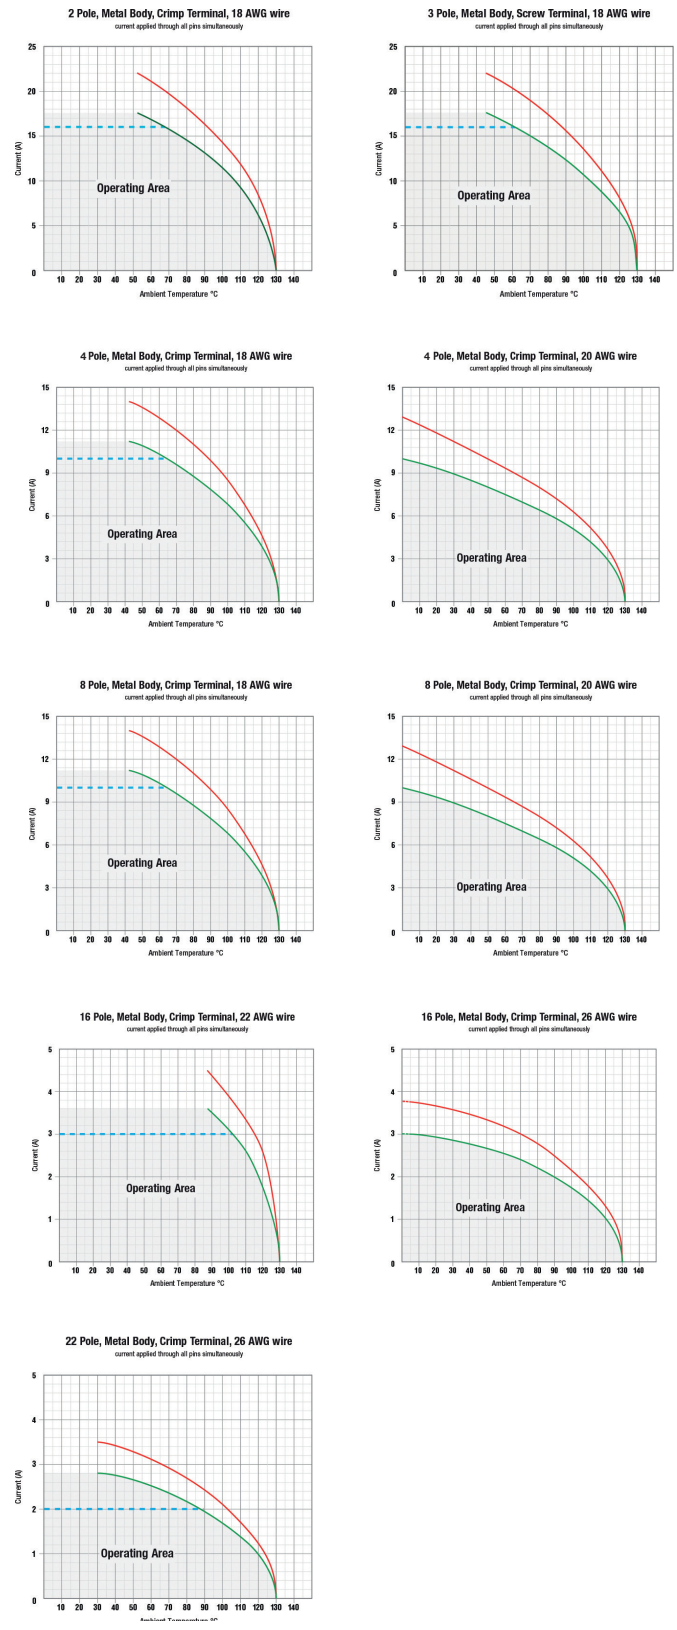 2 Pole, Metal Body, Crimp Terminal, 18 AWG wire
current applied through all pins simultaneously
25
20
15
10
5
0
Current (A)
Operating Area
10 20 30 40 50 60 70 80 90 100 110 120 130 140
Ambient Temperature °C
3 Pole, Metal Body, Screw Terminal, 18 AWG wire
current applied through all pins simultaneously
25
20
15
10
5
0
Current (A)
Operating Area
10 20 30 40 50 60 70 80 90 100 110 120 130 140
Ambient Temperature °C
4 Pole, Metal Body, Crimp Terminal, 18 AWG wire
current applied through all pins simultaneously
15
12
9
6
3
0
Current (A)
Operating Area
10 20 30 40 50 60 70 80 90 100 110 120 130 140
Ambient Temperature °C
4 Pole, Metal Body, Crimp Terminal, 20 AWG wire
current applied through all pins simultaneously
15
12
9
6
3
0
Current (A)
Operating Area
10 20 30 40 50 60 70 80 90 100 110 120 130 140
Ambient Temperature °C
8 Pole, Metal Body, Crimp Terminal, 18 AWG wire
current applied through all pins simultaneously
15
12
9
6
3
0
Current (A)
Operating Area
10 20 30 40 50 60 70 80 90 100 110 120 130 140
Ambient Temperature °C
8 Pole, Metal Body, Crimp Terminal, 20 AWG wire
current applied through all pins simultaneously
15
12
9
6
3
0
Current (A)
Operating Area
10 20 30 40 50 60 70 80 90 100 110 120 130 140
Ambient Temperature °C
16 Pole, Metal Body, Crimp Terminal, 22 AWG wire
current applied through all pins simultaneously
5
4
3
2
1
0
Current (A)
Operating Area
10 20 30 40 50 60 70 80 90 100 110 120 130 140
Ambient Temperature °C
16 Pole, Metal Body, Crimp Terminal, 26 AWG wire
current applied through all pins simultaneously
5
4
3
2
1
0
Current (A)
Operating Area
10 20 30 40 50 60 70 80 90 100 110 120 130 140
Ambient Temperature °C
22 Pole, Metal Body, Crimp Terminal, 26 AWG wire
current applied through all pins simultaneously
5
4
3
2
1
0
Current (A)
Operating Area
10 20 30 40 50 60 70 80 90 100 110 120 130 140
Ambient Temperature °C